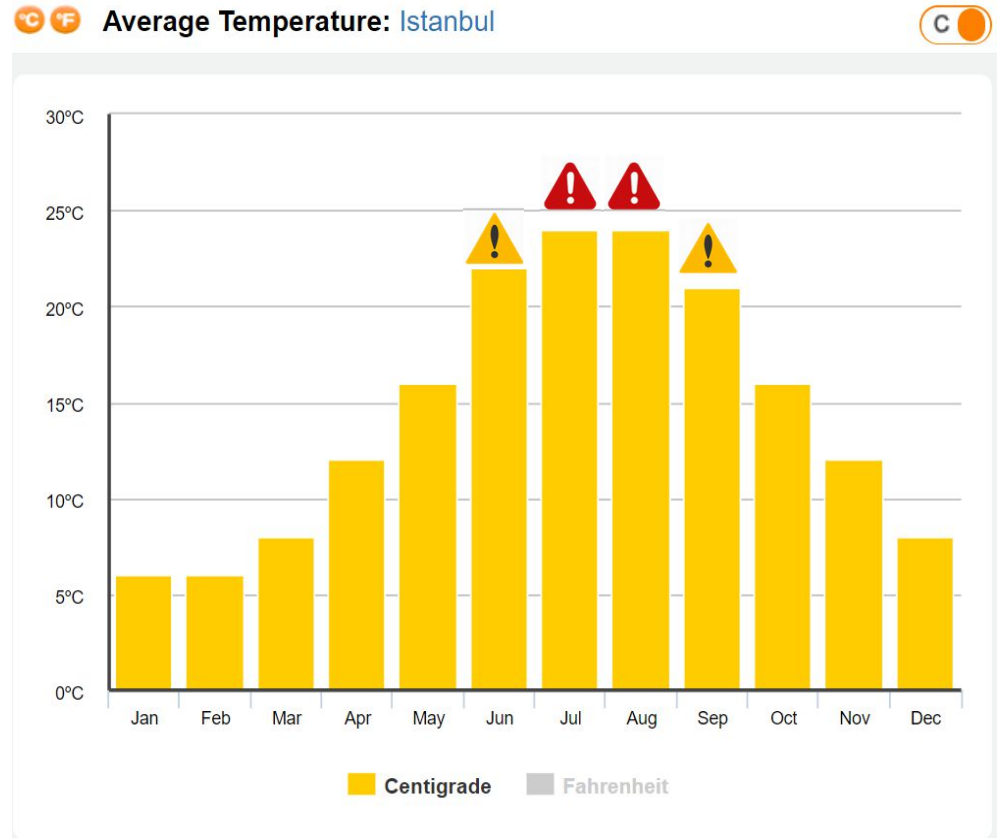 °C °F Average Temperature: Istanbul C
30°C
25°C
20°C
15°C
10°C
5°C
0°C
Jan Feb Mar Apr May Jun Jul Aug Sep Oct Nov Dec
Centigrade Fahrenheit